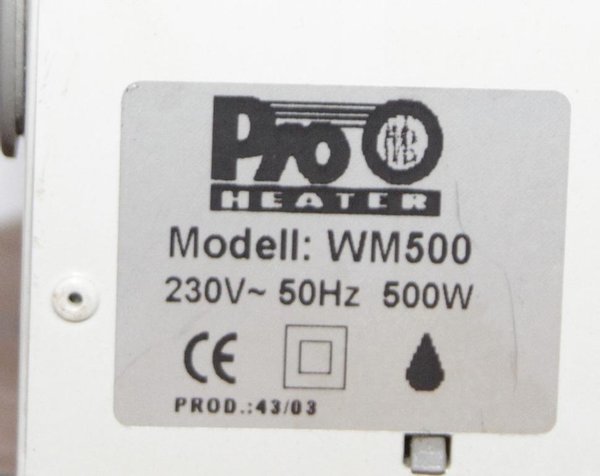 Pro
HEATER
Modell: WM500
230V~ 50Hz 500W
CE
PROD.:43/03